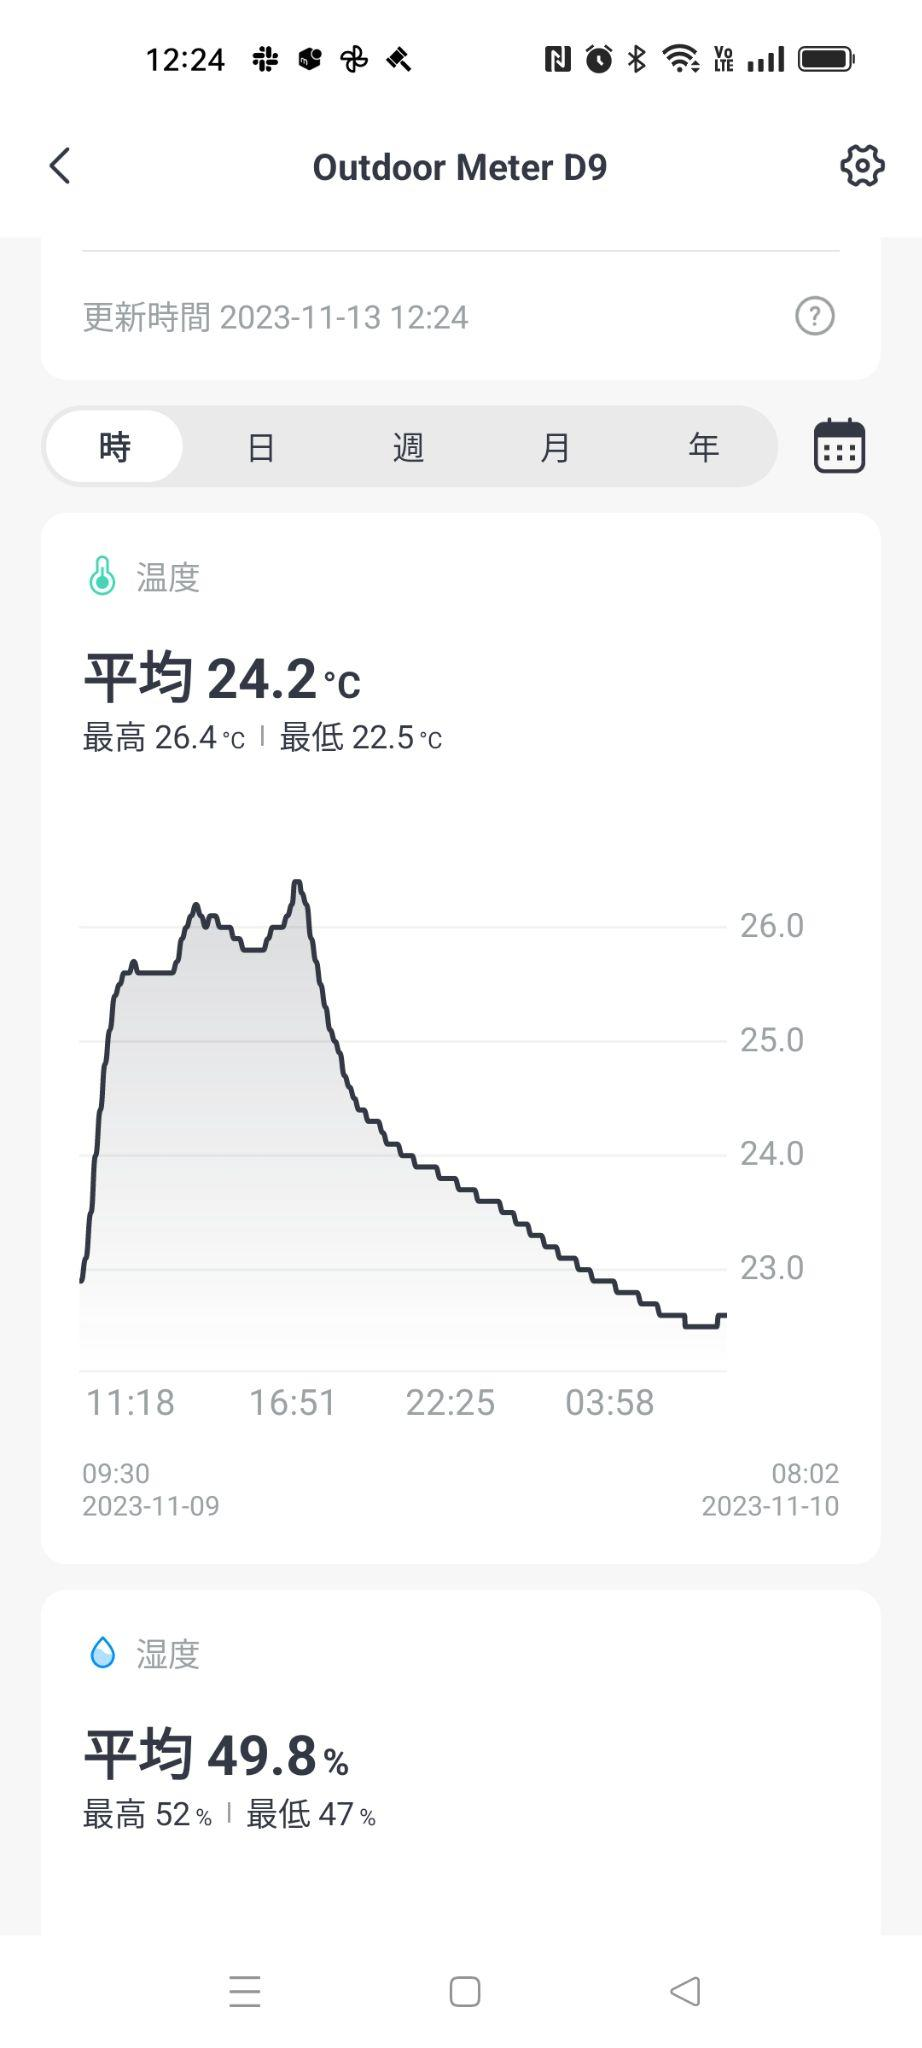 12:24
Vo LTE
Outdoor Meter D9
更新時間 2023-11-13 12:24
?
時 日 週 月 年
温度
平均 24.2 °C
最高 26.4 °C | 最低 22.5 °C
26.0
25.0
24.0
23.0
11:18 16:51 22:25 03:58
09:30 08:02
2023-11-09 2023-11-10
湿度
平均 49.8 %
最高 52 % | 最低 47 %